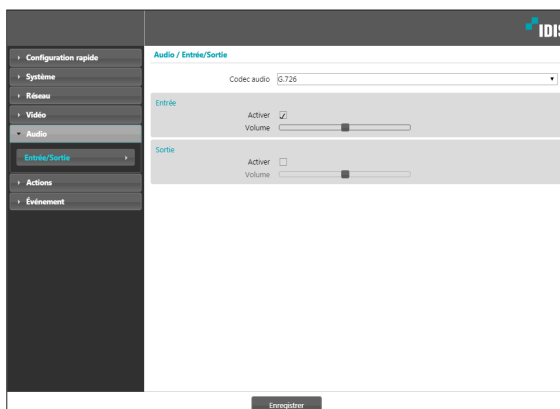 IDIS
Configuration rapide
Système
Réseau
Vidéo
Audio
Entrée/Sortie
Actions
Événement
Audio / Entrée/Sortie
Codec audio G.726
Entrée
Activer
Volume
Sortie
Activer
Volume
Enregistrer